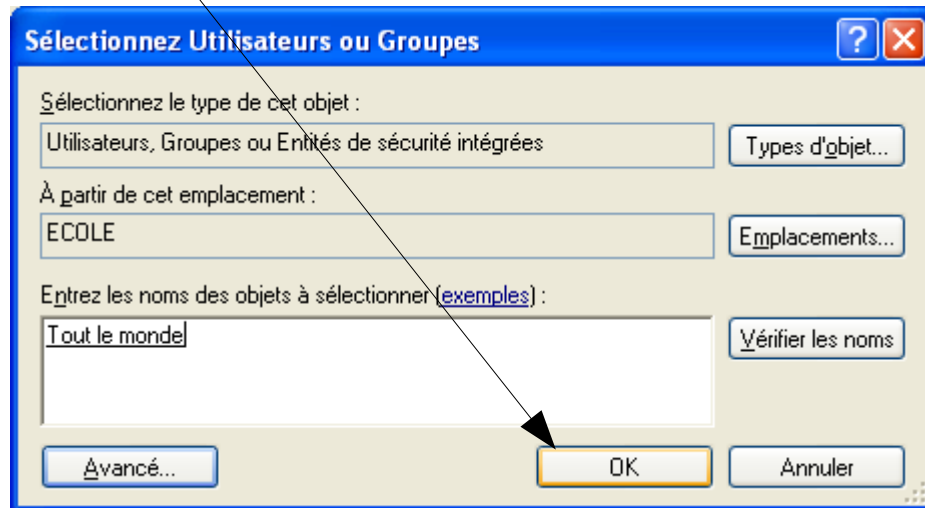 Sélectionnez Utilisateurs ou Groupes
Sélectionnez le type de cet objet :
Utilisateurs, Groupes ou Entités de sécurité intégrées
Types d'objet...
À partir de cet emplacement :
ECOLE
Emplacements...
Entrez les noms des objets à sélectionner (exemples) :
Tout le monde
Vérifier les noms
Avancé...
OK
Annuler